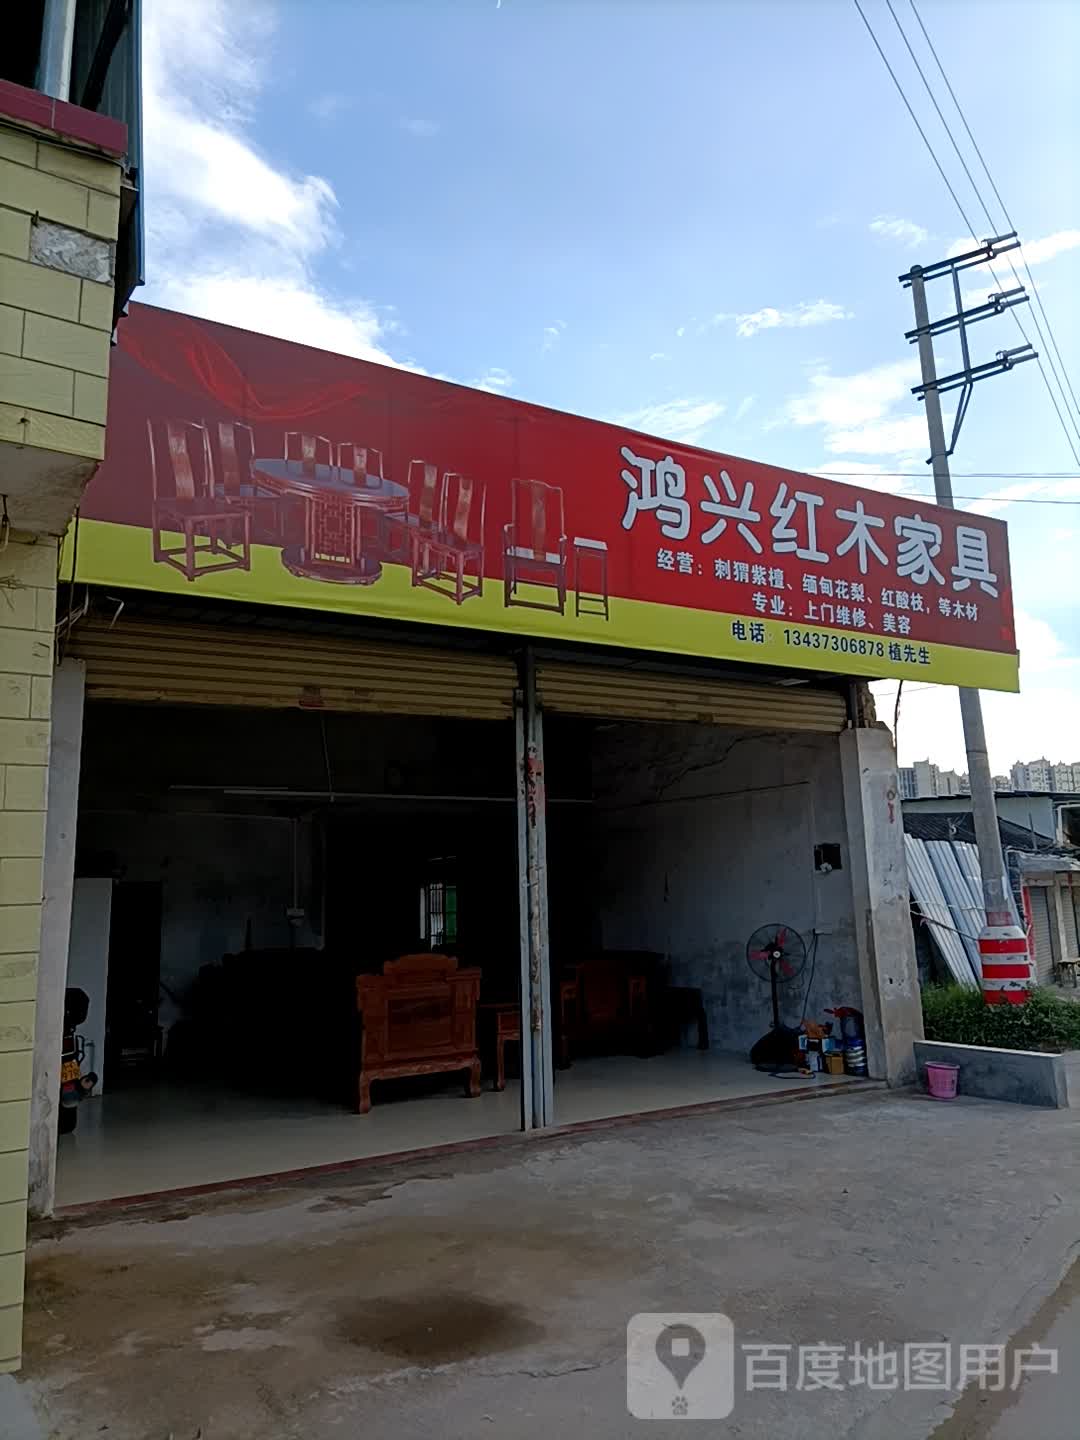 鸿兴红木家具
经营：刺猬紫檀、缅甸花梨、红酸枝，等木材
专业：上门维修、美容
电话：13437306878 植先生
百度地图用户